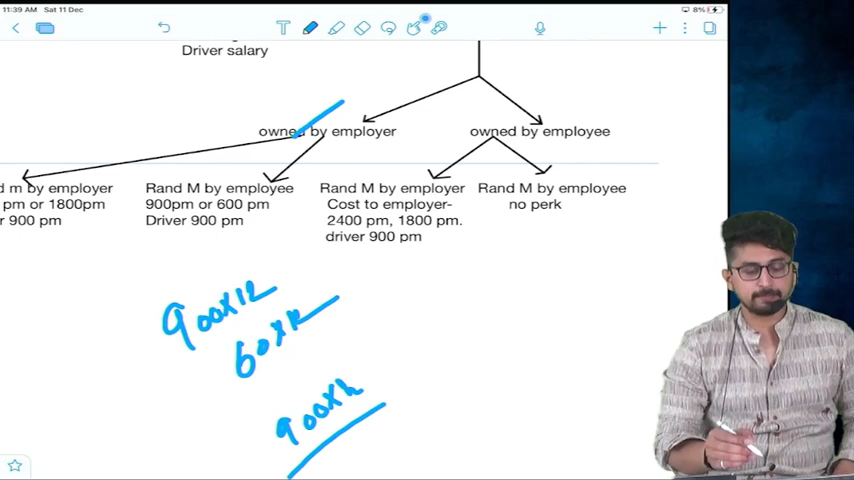 11:39 AM Sat 11 Dec
8%
T
Driver salary
owned by employer
owned by employee
d m by employer
pm or 1800pm
r 900 pm
Rand M by employee
900pm or 600 pm
Driver 900 pm
Rand M by employer
Cost to employer-
2400 pm, 1800 pm.
driver 900 pm
Rand M by employee
no perk
900x12
60x12
900x12